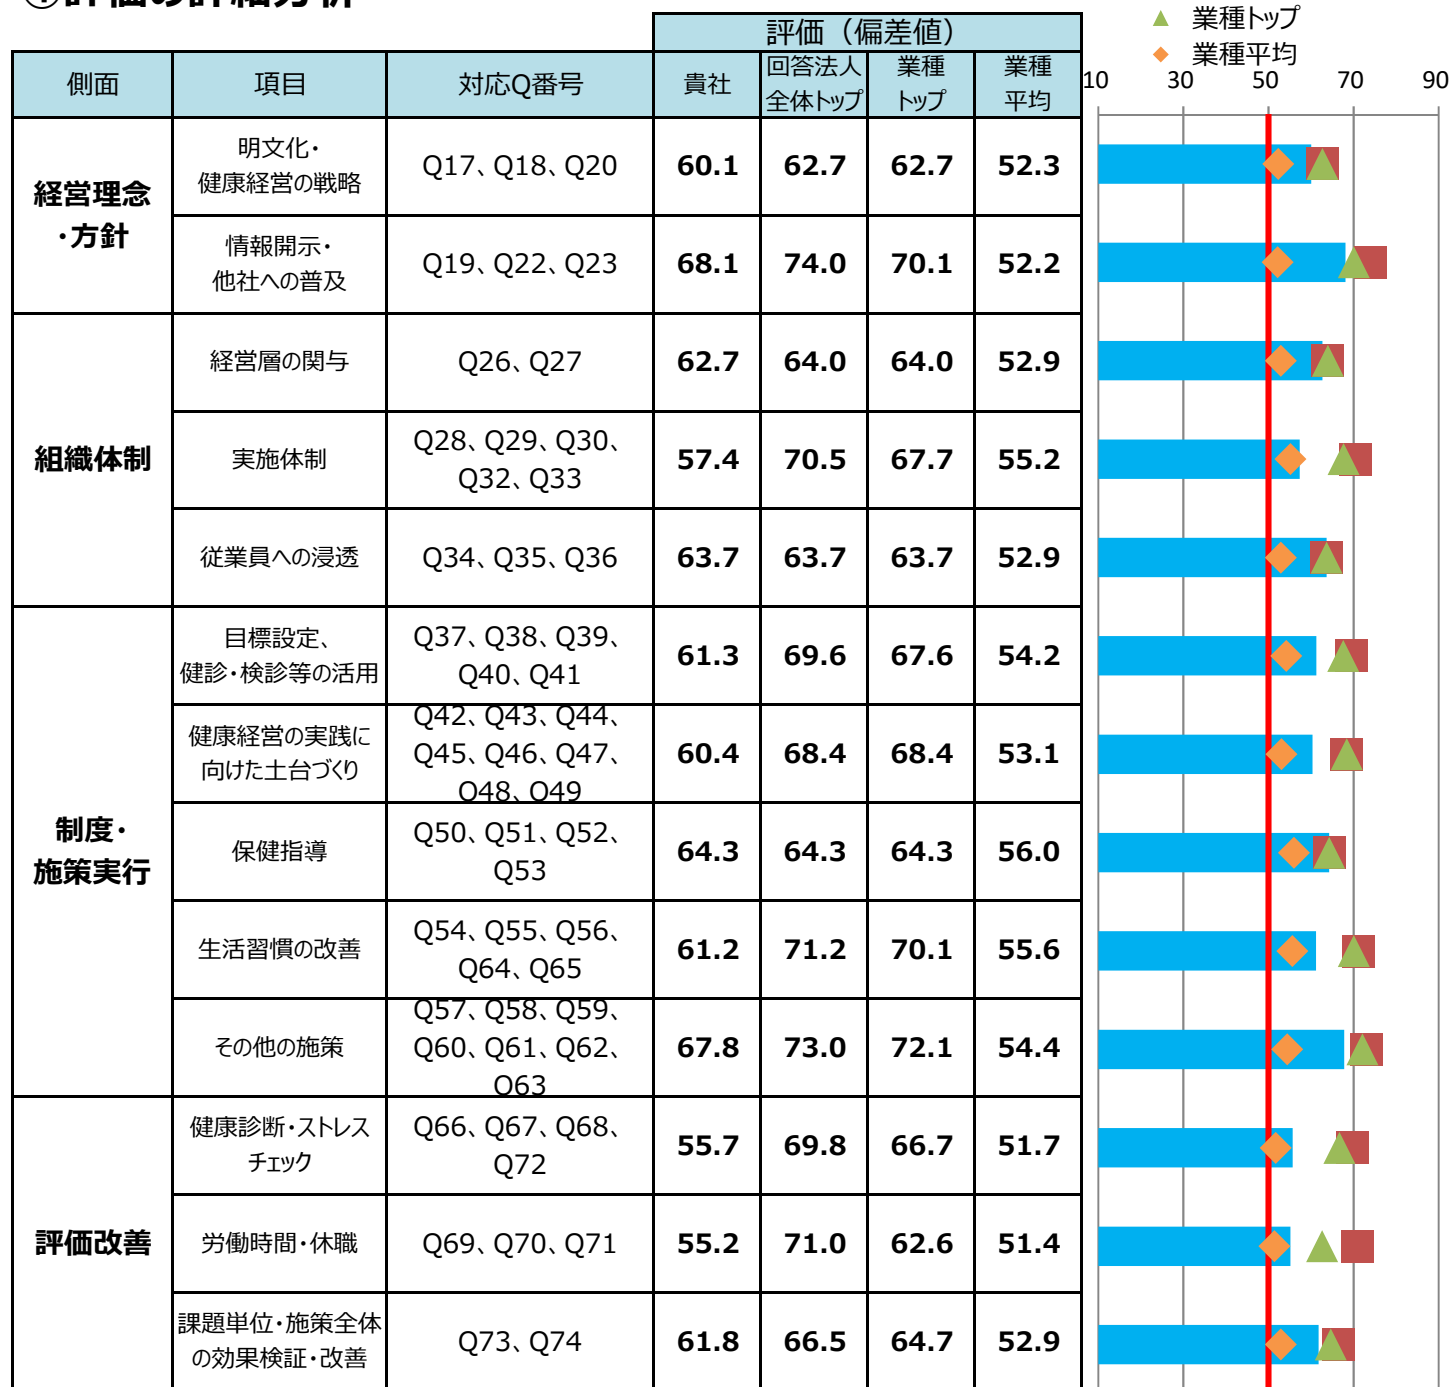 ①評価の詳細分析
▲ 業種トップ
◆ 業種平均
評価（偏差値）
側面 項目 対応Q番号 貴社 回答法人全体トップ 業種トップ 業種平均
10 30 50 70 90
経営理念・方針
明文化・健康経営の戦略 Q17、Q18、Q20 60.1 62.7 62.7 52.3
情報開示・他社への普及 Q19、Q22、Q23 68.1 74.0 70.1 52.2
組織体制
経営層の関与 Q26、Q27 62.7 64.0 64.0 52.9
実施体制 Q28、Q29、Q30、Q32、Q33 57.4 70.5 67.7 55.2
従業員への浸透 Q34、Q35、Q36 63.7 63.7 63.7 52.9
制度・施策実行
目標設定、健診・検診等の活用 Q37、Q38、Q39、Q40、Q41 61.3 69.6 67.6 54.2
健康経営の実践に向けた土台づくり Q42、Q43、Q44、Q45、Q46、Q47、Q48、Q49 60.4 68.4 68.4 53.1
保健指導 Q50、Q51、Q52、Q53 64.3 64.3 64.3 56.0
生活習慣の改善 Q54、Q55、Q56、Q64、Q65 61.2 71.2 70.1 55.6
その他の施策 Q57、Q58、Q59、Q60、Q61、Q62、Q63 67.8 73.0 72.1 54.4
評価改善
健康診断・ストレスチェック Q66、Q67、Q68、Q72 55.7 69.8 66.7 51.7
労働時間・休職 Q69、Q70、Q71 55.2 71.0 62.6 51.4
課題単位・施策全体の効果検証・改善 Q73、Q74 61.8 66.5 64.7 52.9